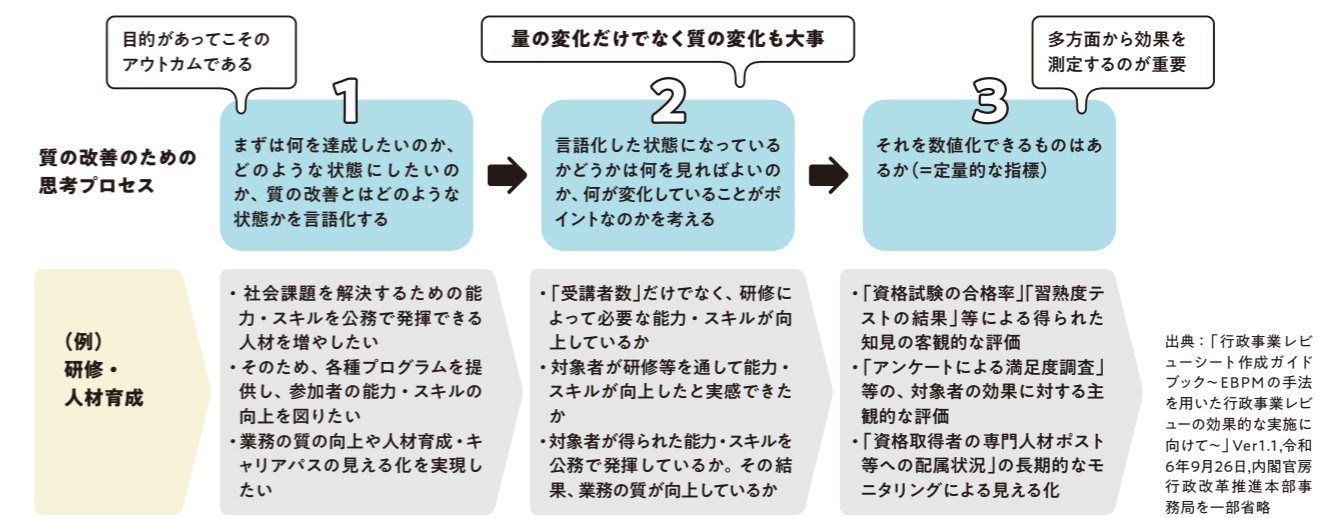 目的があってこその
アウトカムである
量の変化だけでなく質の変化も大事
多方面から効果を
測定するのが重要
質の改善のための
思考プロセス
1
まずは何を達成したいのか、
どのような状態にしたいの
か、質の改善とはどのような
状態かを言語化する
2
言語化した状態になっている
かどうかは何を見ればよいの
か、何が変化していることがポ
イントなのかを考える
3
それを数値化できるものはあ
るか(=定量的な指標)
(例)
研修・
人材育成
・社会課題を解決するための能
力・スキルを公務で発揮できる
人材を増やしたい
・そのため、各種プログラムを提
供し、参加者の能力・スキルの
向上を図りたい
・業務の質の向上や人材育成・キ
ャリアパスの見える化を実現し
たい
・「受講者数」だけでなく、研修に
よって必要な能力・スキルが向
上しているか
・対象者が研修等を通して能力・
スキルが向上したと実感できた
か
・対象者が得られた能力・スキルを
公務で発揮しているか。その結
果、業務の質が向上しているか
・「資格試験の合格率」「習熟度テ
ストの結果」等による得られた
知見の客観的な評価
・「アンケートによる満足度調査」
等の、対象者の効果に対する主
観的な評価
・「資格取得者の専門人材ポスト
等への配属状況」の長期的なモ
ニタリングによる見える化
出典:「行政事業レビ
ューシート作成ガイド
ブック~EBPMの手法
を用いた行政事業レビ
ューの効果的な実施に
向けて~」Ver1.1,令和
6年9月26日,内閣官房
行政改革推進本部事
務局を一部省略